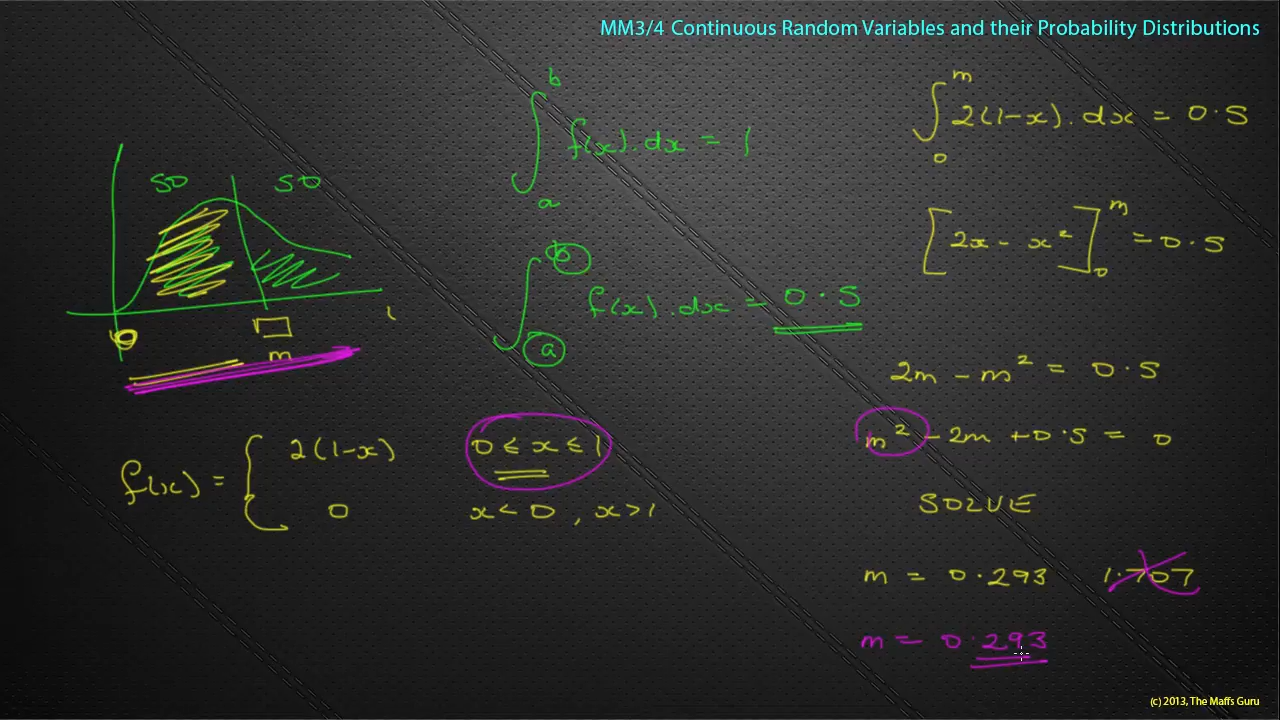 MM3/4 Continuous Random Variables and their Probability Distributions
50 50
0 m 1
∫ₐᵇ f(x).dx = 1
∫ₐᵇ f(x).dx = 0.5
f(x) = { 2(1-x) 0 ≤ x ≤ 1
0 x < 0, x > 1
∫₀ᵐ 2(1-x).dx = 0.5
[2x - x²]₀ᵐ = 0.5
2m - m² = 0.5
m² - 2m + 0.5 = 0
SOLVE
m = 0.293 1.707
m = 0.293
(c) 2013, The Maffs Guru